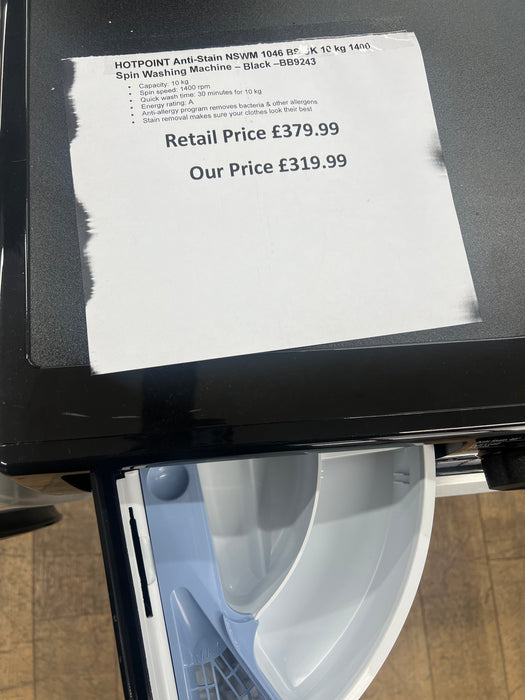 HOTPOINT Anti-Stain NSWM 1046 BS UK 10 kg 1400
Spin Washing Machine – Black –BB9243
• Capacity: 10 kg
• Spin speed: 1400 rpm
• Quick wash time: 30 minutes for 10 kg
• Energy rating: A
• Anti-allergy program removes bacteria & other allergens
• Stain removal makes sure your clothes look their best
Retail Price £379.99
Our Price £319.99